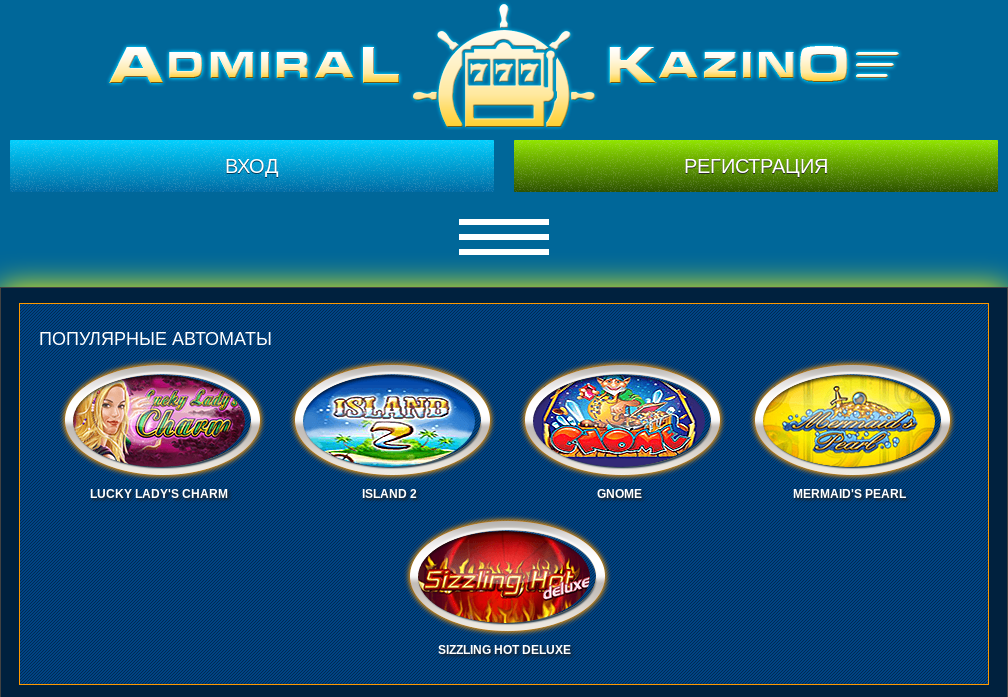 ADMIRAL KAZINO
777
ВХОД
РЕГИСТРАЦИЯ
ПОПУЛЯРНЫЕ АВТОМАТЫ
Lucky Lady's Charm
ISLAND 2
GNOME
Mermaid's Pearl
LUCKY LADY'S CHARM
ISLAND 2
GNOME
MERMAID'S PEARL
Sizzling Hot deluxe
SIZZLING HOT DELUXE